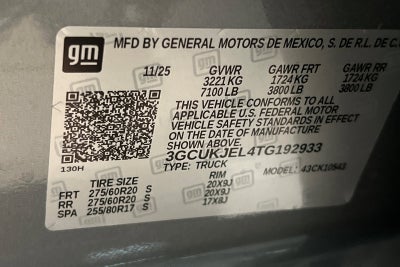 gm
MFD BY GENERAL MOTORS DE MEXICO, S. DE R.L. DE C.
11/25 GVWR GAWR FRT GAWR RR
3221 KG 1724 KG 1724 KG
7100 LB 3800 LB 3800 LB
THIS VEHICLE CONFORMS TO ALL
APPLICABLE U.S. FEDERAL MOTOR
VEHICLE SAFETY STANDARDS IN EFFECT
ON THE DATE OF MANUFACTURE
SHOWN ABOVE.
3GCUKJEL4TG192933
130H TYPE: TRUCK MODEL: 43CK10543
TIRE SIZE RIM
FRT 275/60R20 S 20X9J
RR 275/60R20 S 20X9J
SPA 255/80R17 S 17X8J